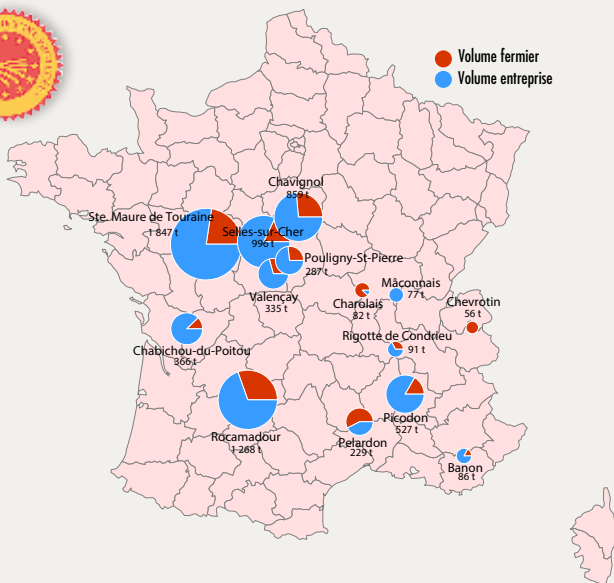 Volume fermier
Volume entreprise
Chavignol
859 t
Ste. Maure de Touraine
1 847 t
Selles-sur-Cher
996 t
Pouligny-St-Pierre
287 t
Valençay
335 t
Mâconnais
77 t
Charolais
82 t
Chevrotin
56 t
Rigotte de Condrieu
91 t
Chabichou-du-Poitou
366 t
Picodon
527 t
Rocamadour
1 268 t
Pelardon
229 t
Banon
86 t